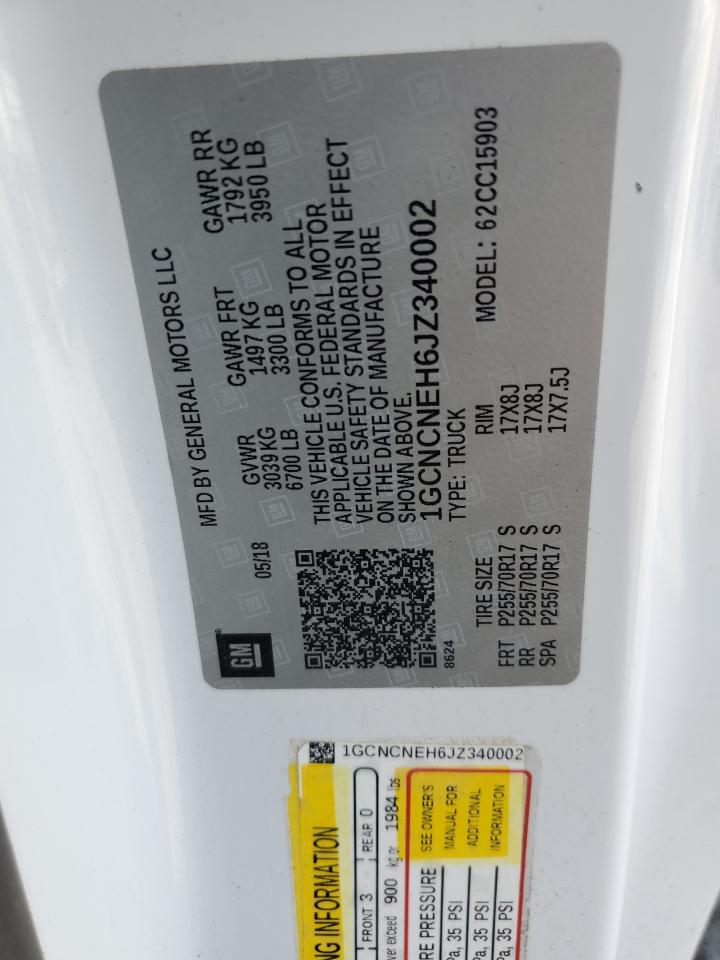 GM
MFD BY GENERAL MOTORS LLC
05/18
GVWR GAWR FRT GAWR RR
3039 KG 1497 KG 1792 KG
6700 LB 3300 LB 3950 LB
THIS VEHICLE CONFORMS TO ALL
APPLICABLE U.S. FEDERAL MOTOR
VEHICLE SAFETY STANDARDS IN EFFECT
ON THE DATE OF MANUFACTURE
SHOWN ABOVE.
1GCNCNEH6JZ340002
8624
TYPE: TRUCK MODEL: 62CC15903
TIRE SIZE RIM
FRT P255/70R17 S 17X8J
RR P255/70R17 S 17X8J
SPA P255/70R17 S 17X7.5J
1GCNCNEH6JZ340002
INFORMATION
FRONT 3 REAR 0
exceed 900 kg or 1984 lbs
PRESSURE
SEE OWNER'S
MANUAL FOR
ADDITIONAL
INFORMATION
35 PSI
35 PSI
35 PSI